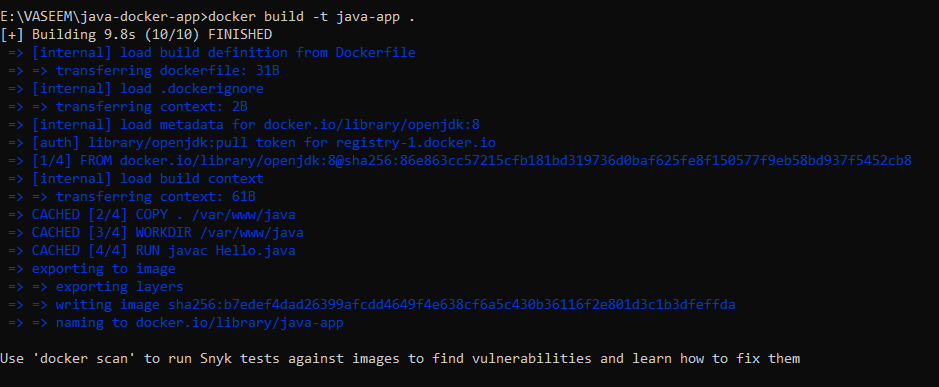 E:\VASEEM\java-docker-app>docker build -t java-app .
[+] Building 9.8s (10/10) FINISHED
=> [internal] load build definition from Dockerfile
=> => transferring dockerfile: 31B
=> [internal] load .dockerignore
=> => transferring context: 2B
=> [internal] load metadata for docker.io/library/openjdk:8
=> [auth] library/openjdk:pull token for registry-1.docker.io
=> [1/4] FROM docker.io/library/openjdk:8@sha256:86e863cc57215cfb181bd319736d0baf625fe8f150577f9eb58bd937f5452cb8
=> [internal] load build context
=> => transferring context: 61B
=> CACHED [2/4] COPY . /var/www/java
=> CACHED [3/4] WORKDIR /var/www/java
=> CACHED [4/4] RUN javac Hello.java
=> exporting to image
=> => exporting layers
=> => writing image sha256:b7edef4dad26399afcdd4649f4e638cf6a5c430b36116f2e801d3c1b3dfeffda
=> => naming to docker.io/library/java-app
Use 'docker scan' to run Snyk tests against images to find vulnerabilities and learn how to fix them